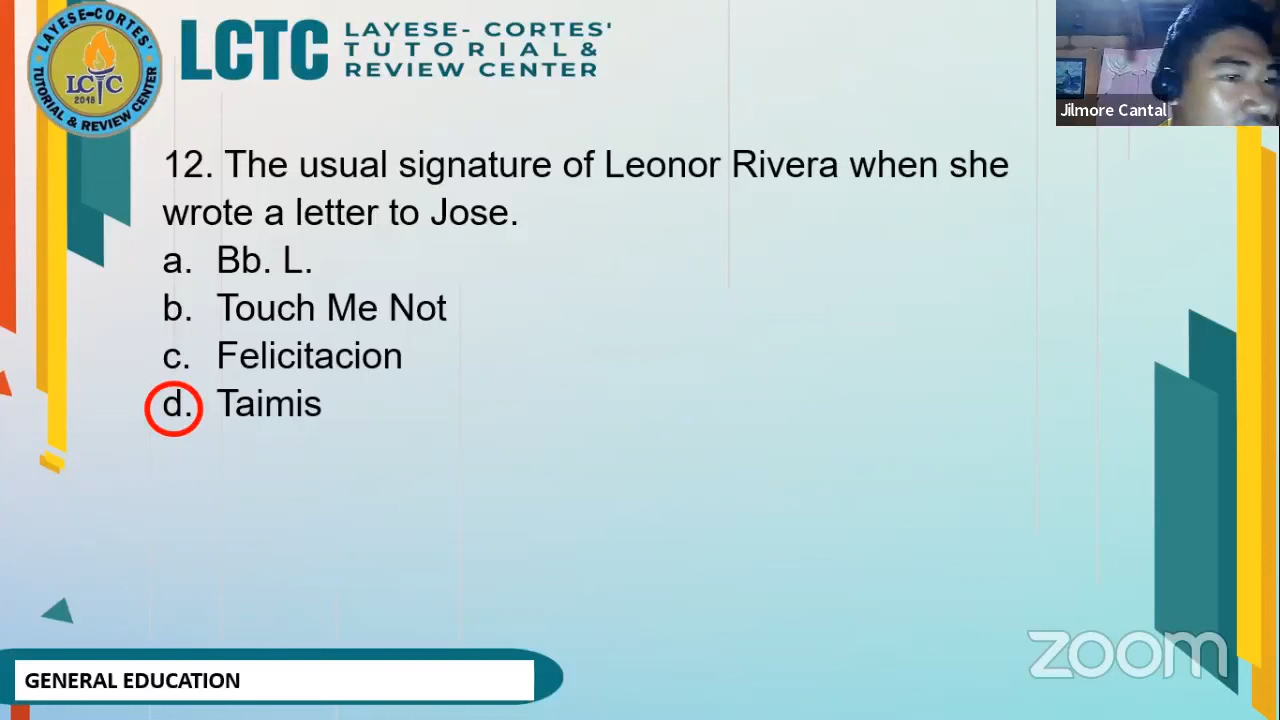 LAYESE-CORTES'
TUTORIAL & REVIEW CENTER
LCTC
2018
LCTC
LAYESE- CORTES'
TUTORIAL &
REVIEW CENTER
Jilmore Cantal
12. The usual signature of Leonor Rivera when she
wrote a letter to Jose.
a. Bb. L.
b. Touch Me Not
c. Felicitacion
d. Taimis
zoom
GENERAL EDUCATION